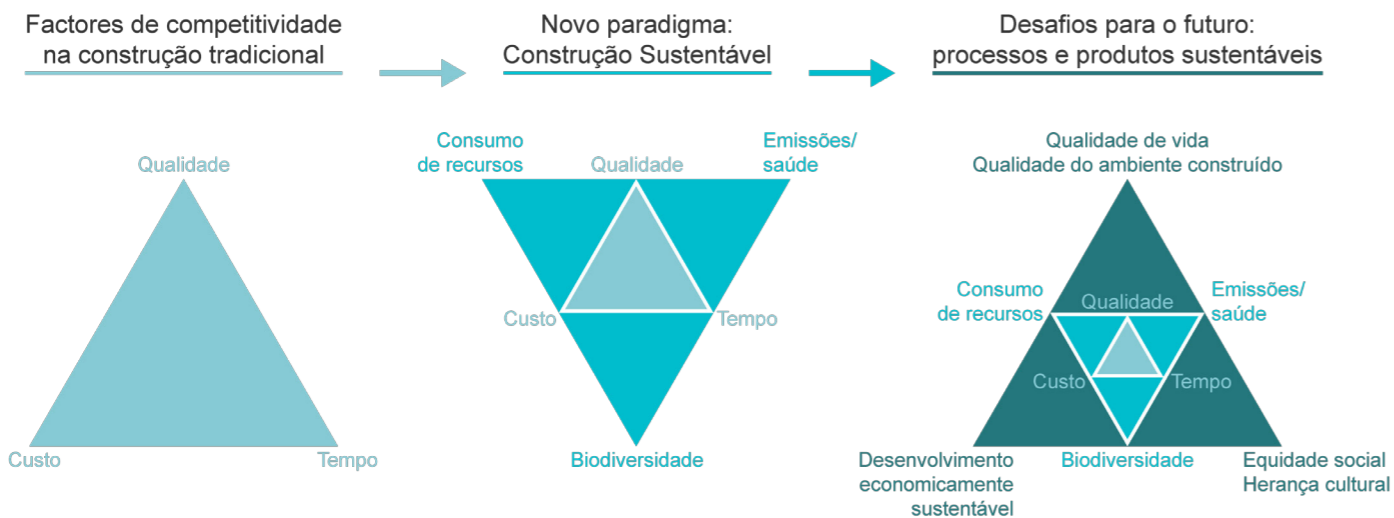 Factores de competitividade
na construção tradicional
Novo paradigma:
Construção Sustentável
Desafios para o futuro:
processos e produtos sustentáveis
Qualidade
Custo
Tempo
Consumo
de recursos
Qualidade
Emissões/
saúde
Custo
Tempo
Biodiversidade
Qualidade de vida
Qualidade do ambiente construído
Consumo
de recursos
Qualidade
Emissões/
saúde
Custo
Tempo
Desenvolvimento
economicamente
sustentável
Biodiversidade
Equidade social
Herança cultural